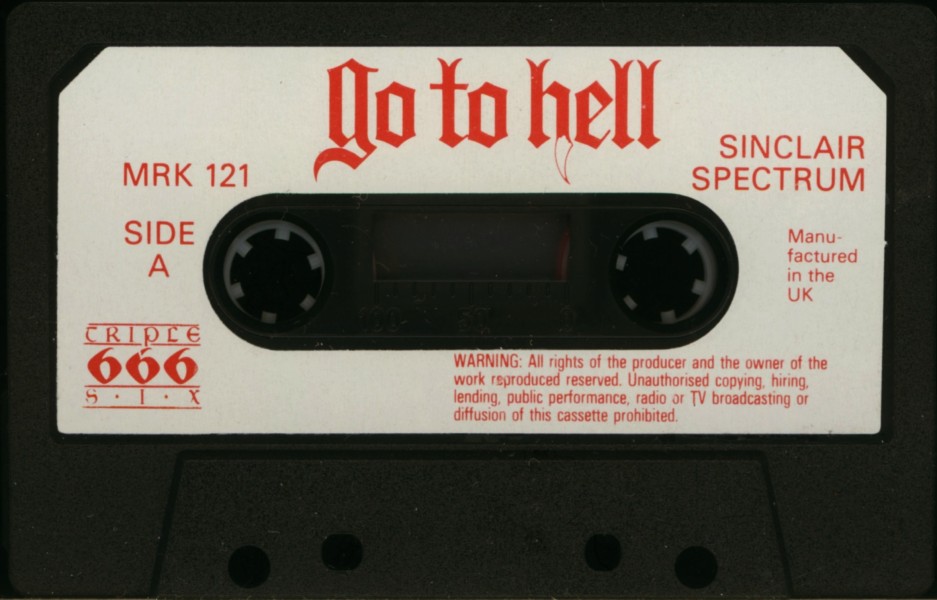 go to hell
SINCLAIR
SPECTRUM
MRK 121
SIDE
A
Manu-
factured
in the
UK
TRIPLE
666
S·I·X
WARNING: All rights of the producer and the owner of the
work reproduced reserved. Unauthorised copying, hiring,
lending, public performance, radio or TV broadcasting or
diffusion of this cassette prohibited.